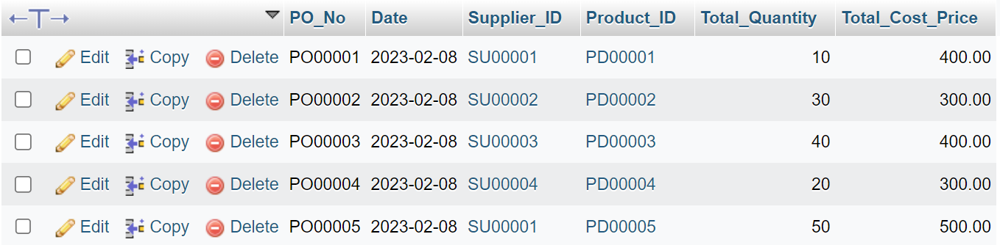 PO_No Date Supplier_ID Product_ID Total_Quantity Total_Cost_Price
Edit Copy Delete PO00001 2023-02-08 SU00001 PD00001 10 400.00
Edit Copy Delete PO00002 2023-02-08 SU00002 PD00002 30 300.00
Edit Copy Delete PO00003 2023-02-08 SU00003 PD00003 40 400.00
Edit Copy Delete PO00004 2023-02-08 SU00004 PD00004 20 300.00
Edit Copy Delete PO00005 2023-02-08 SU00001 PD00005 50 500.00